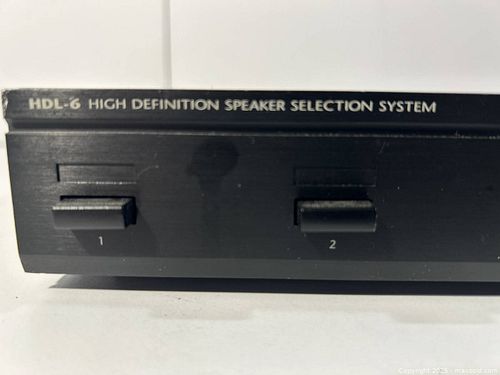 HDL-6 HIGH DEFINITION SPEAKER SELECTION SYSTEM
1
2